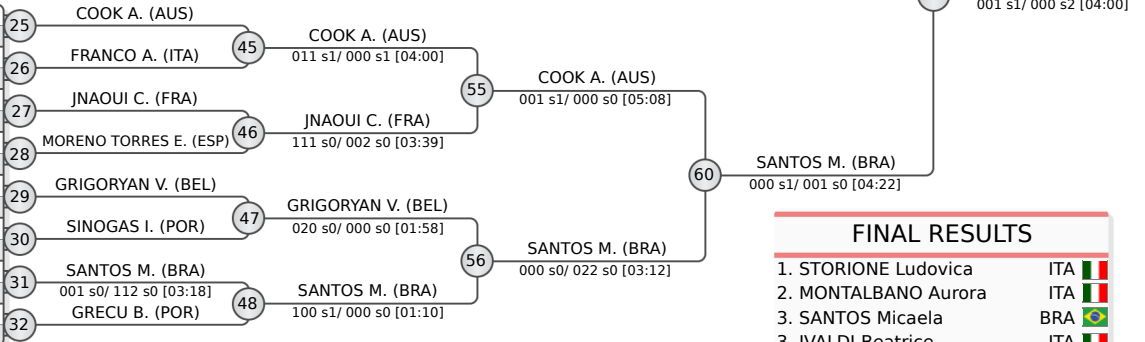 001 s1/ 000 s2 [04:00]
25
COOK A. (AUS)
26
FRANCO A. (ITA)
27
JNAOUI C. (FRA)
28
MORENO TORRES E. (ESP)
29
GRIGORYAN V. (BEL)
30
SINOGAS I. (POR)
31
SANTOS M. (BRA)
001 s0/ 112 s0 [03:18]
32
GRECU B. (POR)
45
COOK A. (AUS)
011 s1/ 000 s1 [04:00]
46
JNAOUI C. (FRA)
111 s0/ 002 s0 [03:39]
47
GRIGORYAN V. (BEL)
020 s0/ 000 s0 [01:58]
48
SANTOS M. (BRA)
100 s1/ 000 s0 [01:10]
55
COOK A. (AUS)
001 s1/ 000 s0 [05:08]
56
SANTOS M. (BRA)
000 s0/ 022 s0 [03:12]
60
SANTOS M. (BRA)
000 s1/ 001 s0 [04:22]
FINAL RESULTS
1. STORIONE Ludovica ITA
2. MONTALBANO Aurora ITA
3. SANTOS Micaela BRA
3. IVALDI Beatrice ITA